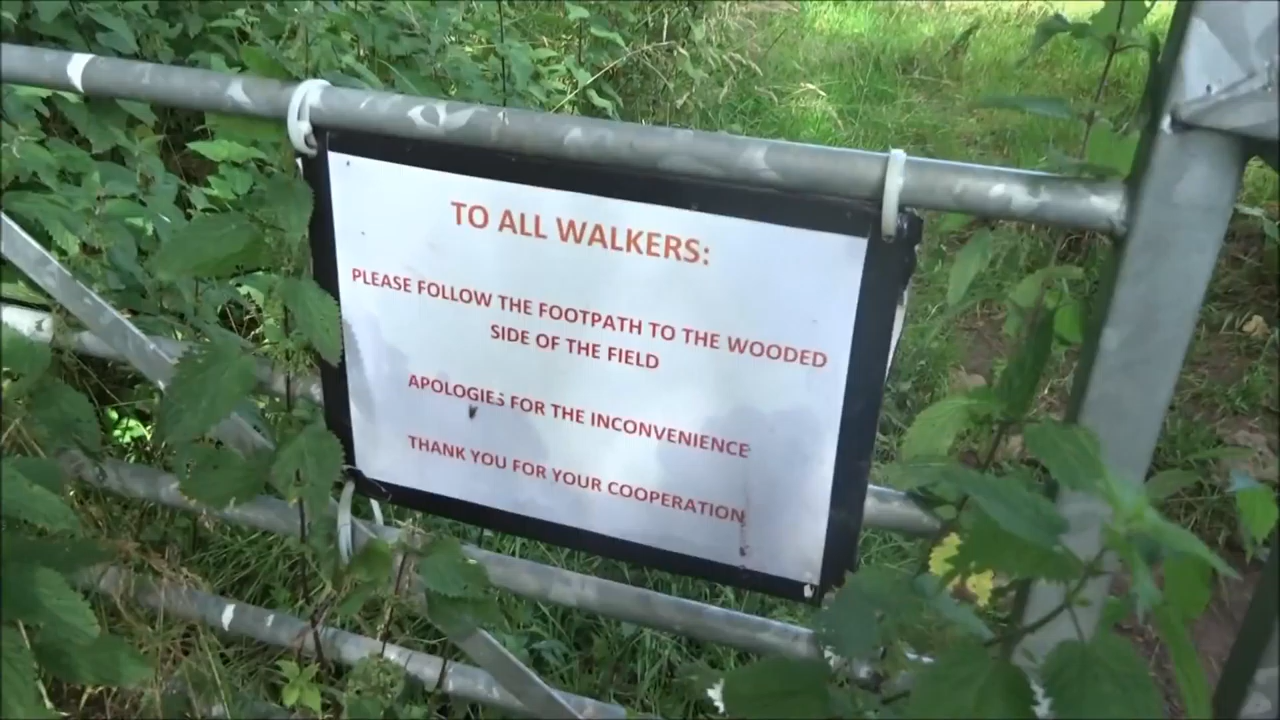 TO ALL WALKERS:
PLEASE FOLLOW THE FOOTPATH TO THE WOODED
SIDE OF THE FIELD
APOLOGIES FOR THE INCONVENIENCE
THANK YOU FOR YOUR COOPERATION